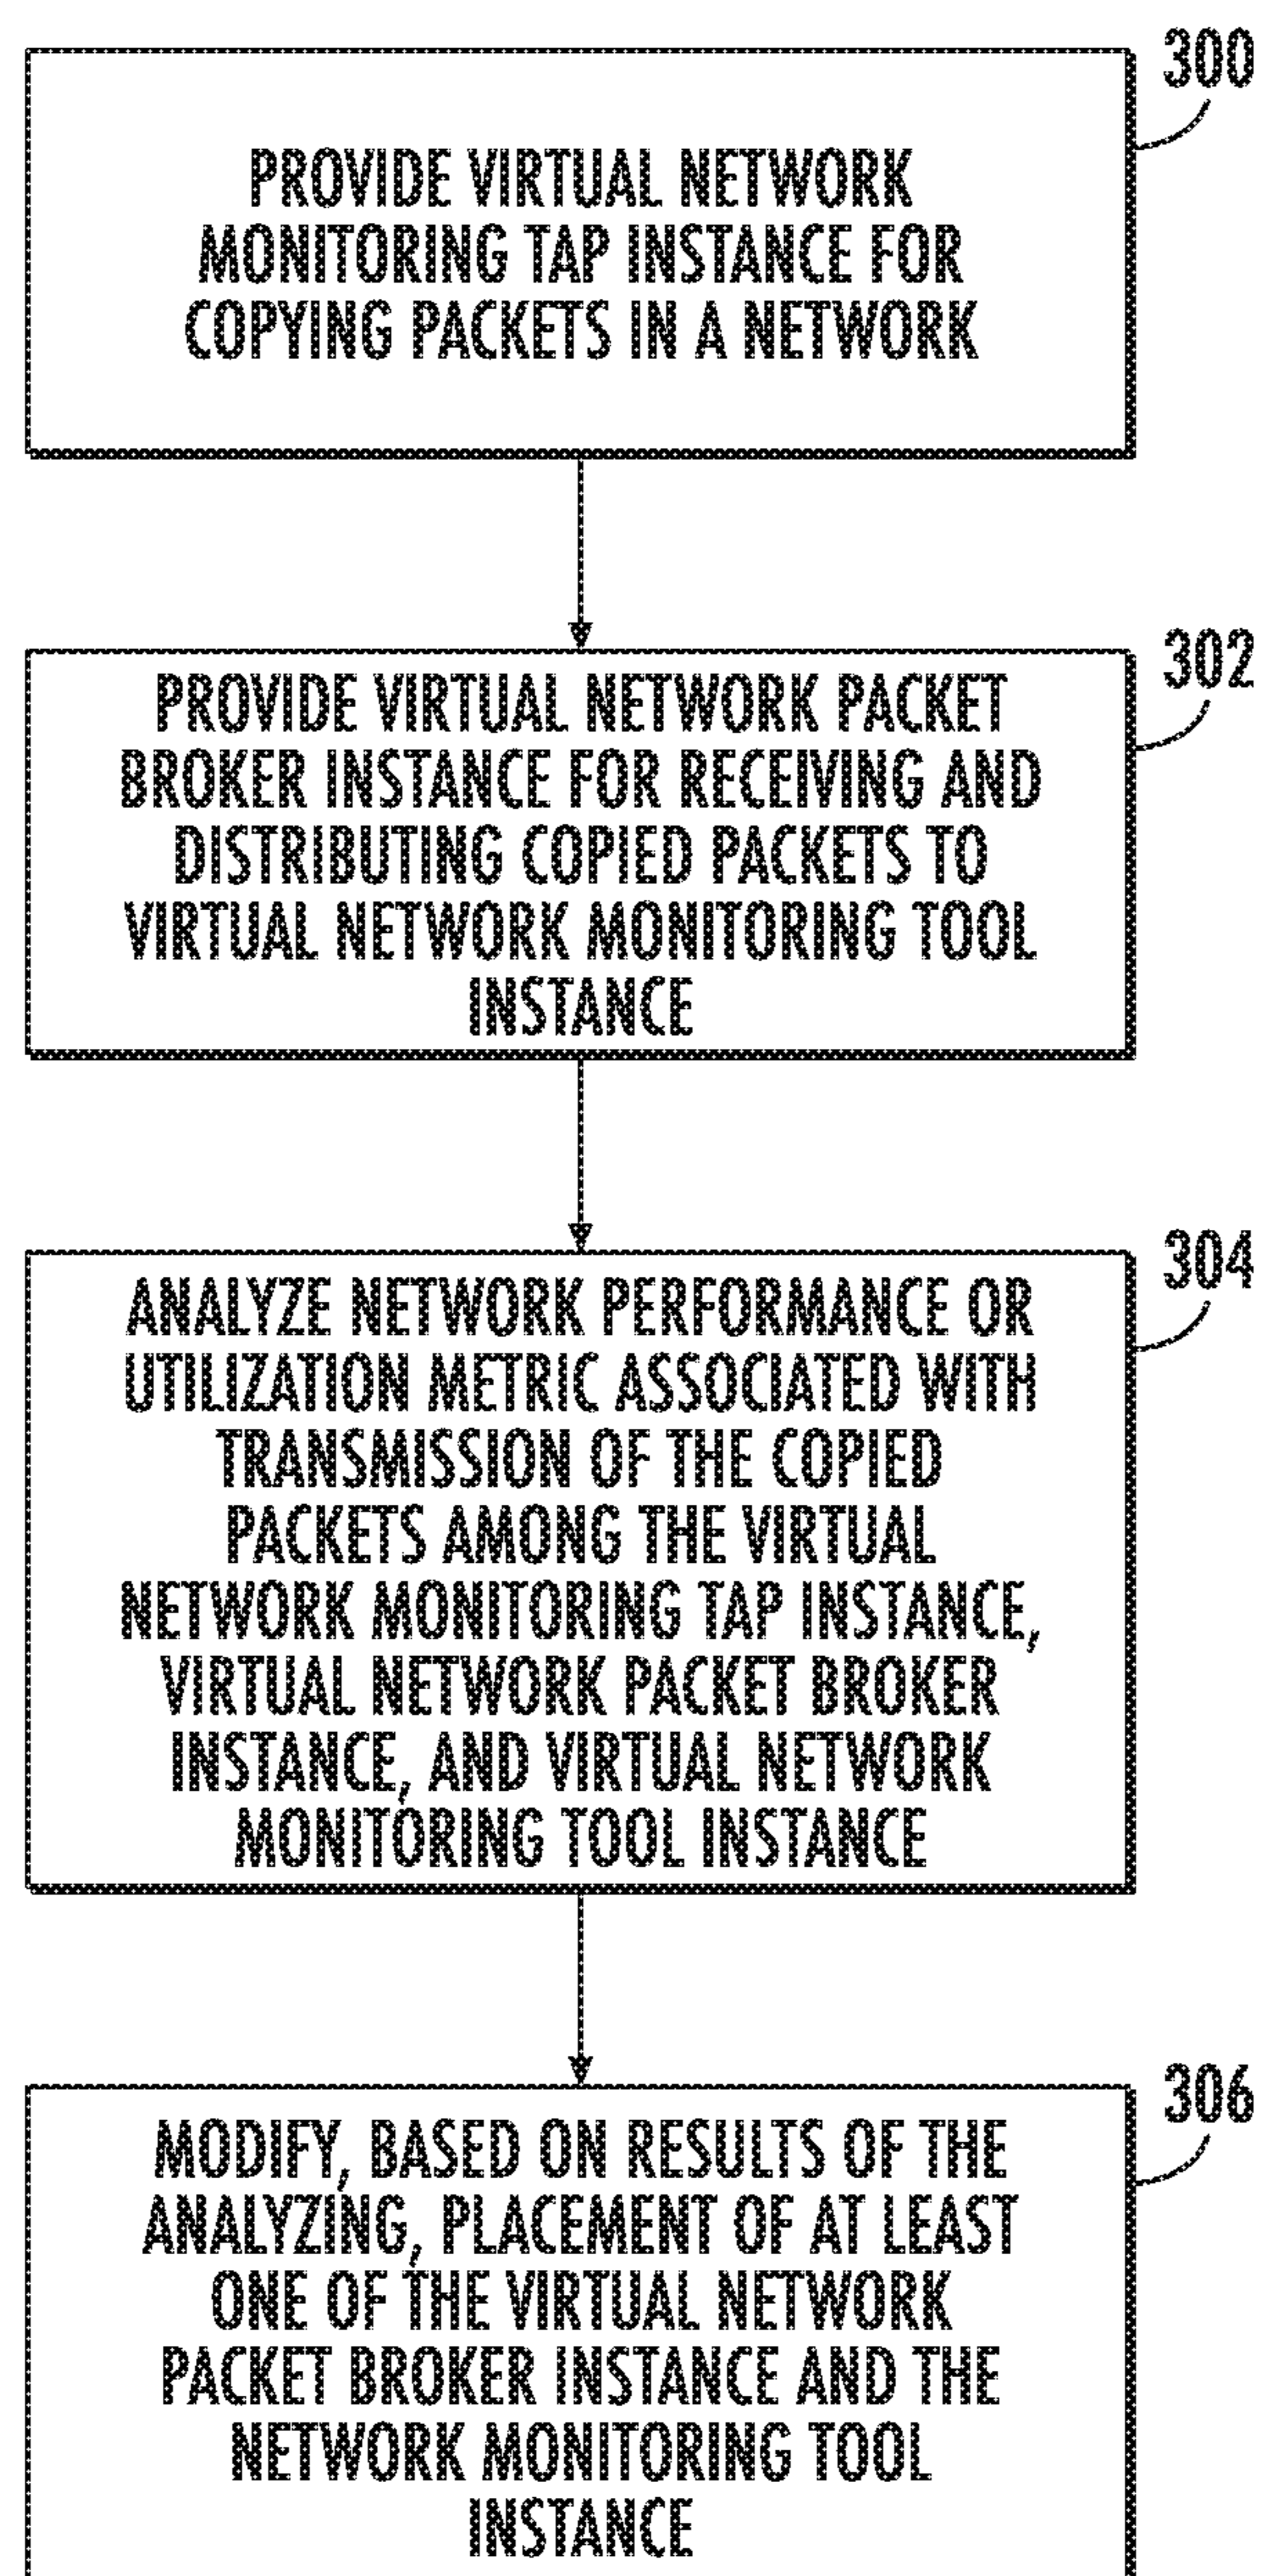 300
PROVIDE VIRTUAL NETWORK
MONITORING TAP INSTANCE FOR
COPYING PACKETS IN A NETWORK
302
PROVIDE VIRTUAL NETWORK PACKET
BROKER INSTANCE FOR RECEIVING AND
DISTRIBUTING COPIED PACKETS TO
VIRTUAL NETWORK MONITORING TOOL
INSTANCE
304
ANALYZE NETWORK PERFORMANCE OR
UTILIZATION METRIC ASSOCIATED WITH
TRANSMISSION OF THE COPIED
PACKETS AMONG THE VIRTUAL
NETWORK MONITORING TAP INSTANCE,
VIRTUAL NETWORK PACKET BROKER
INSTANCE, AND VIRTUAL NETWORK
MONITORING TOOL INSTANCE
306
MODIFY, BASED ON RESULTS OF THE
ANALYZING, PLACEMENT OF AT LEAST
ONE OF THE VIRTUAL NETWORK
PACKET BROKER INSTANCE AND THE
NETWORK MONITORING TOOL
INSTANCE